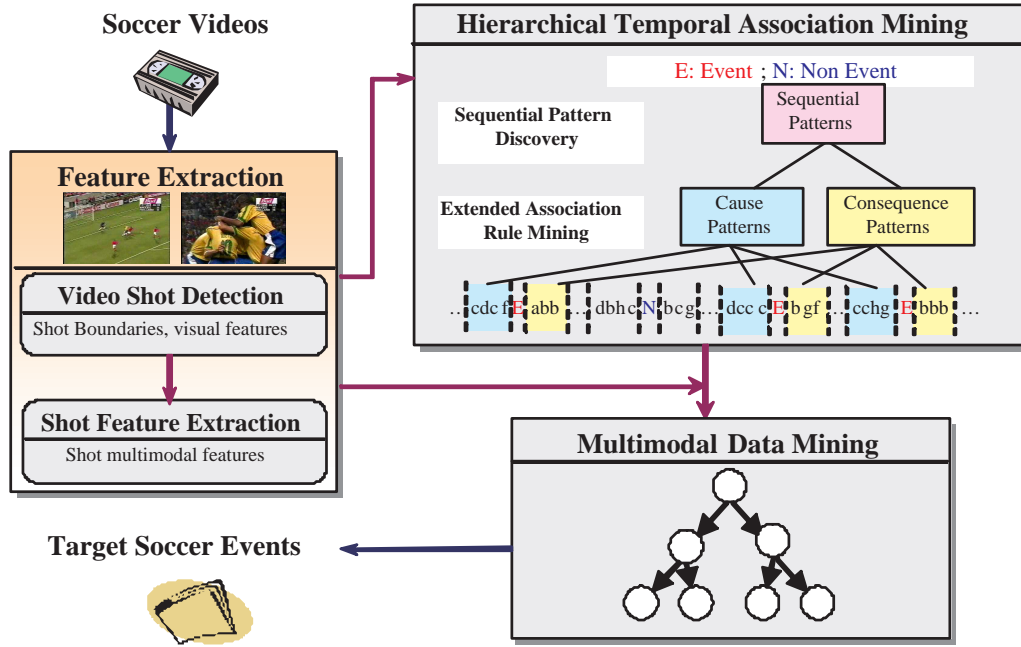 Soccer Videos
Feature Extraction
Video Shot Detection
Shot Boundaries, visual features
Shot Feature Extraction
Shot multimodal features
Target Soccer Events
Hierarchical Temporal Association Mining
E: Event ; N: Non Event
Sequential Pattern
Discovery
Sequential
Patterns
Extended Association
Rule Mining
Cause
Patterns
Consequence
Patterns
… cdc f E abb … dbh c N b c g … dcc c E b gf … cchg E bbb …
Multimodal Data Mining